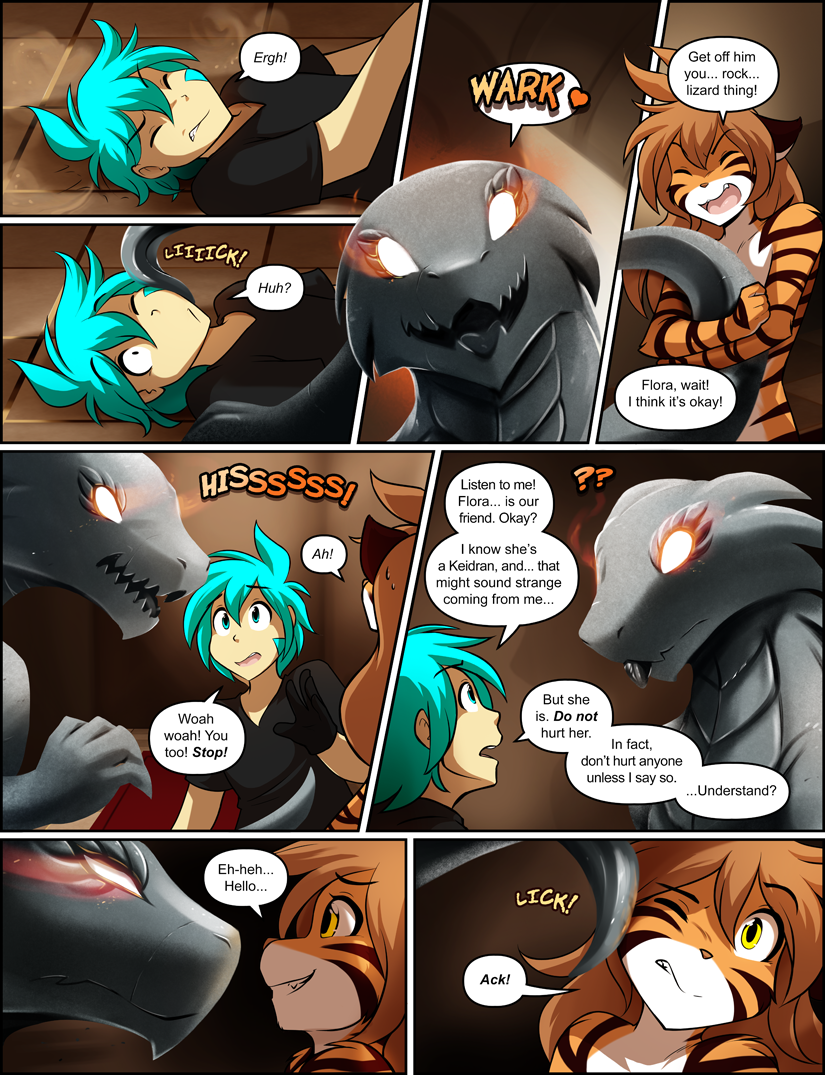 Ergh!
LIIIICK!
Huh?
WARK
Get off him
you... rock...
lizard thing!
Flora, wait!
I think it's okay!
HISSSSSSS!
Ah!
Woah
woah! You
too! Stop!
Listen to me!
Flora... is our
friend. Okay?
I know she's
a Keidran, and... that
might sound strange
coming from me...
??
But she
is. Do not
hurt her.
In fact,
don't hurt anyone
unless I say so.
...Understand?
Eh-heh...
Hello...
LICK!
Ack!